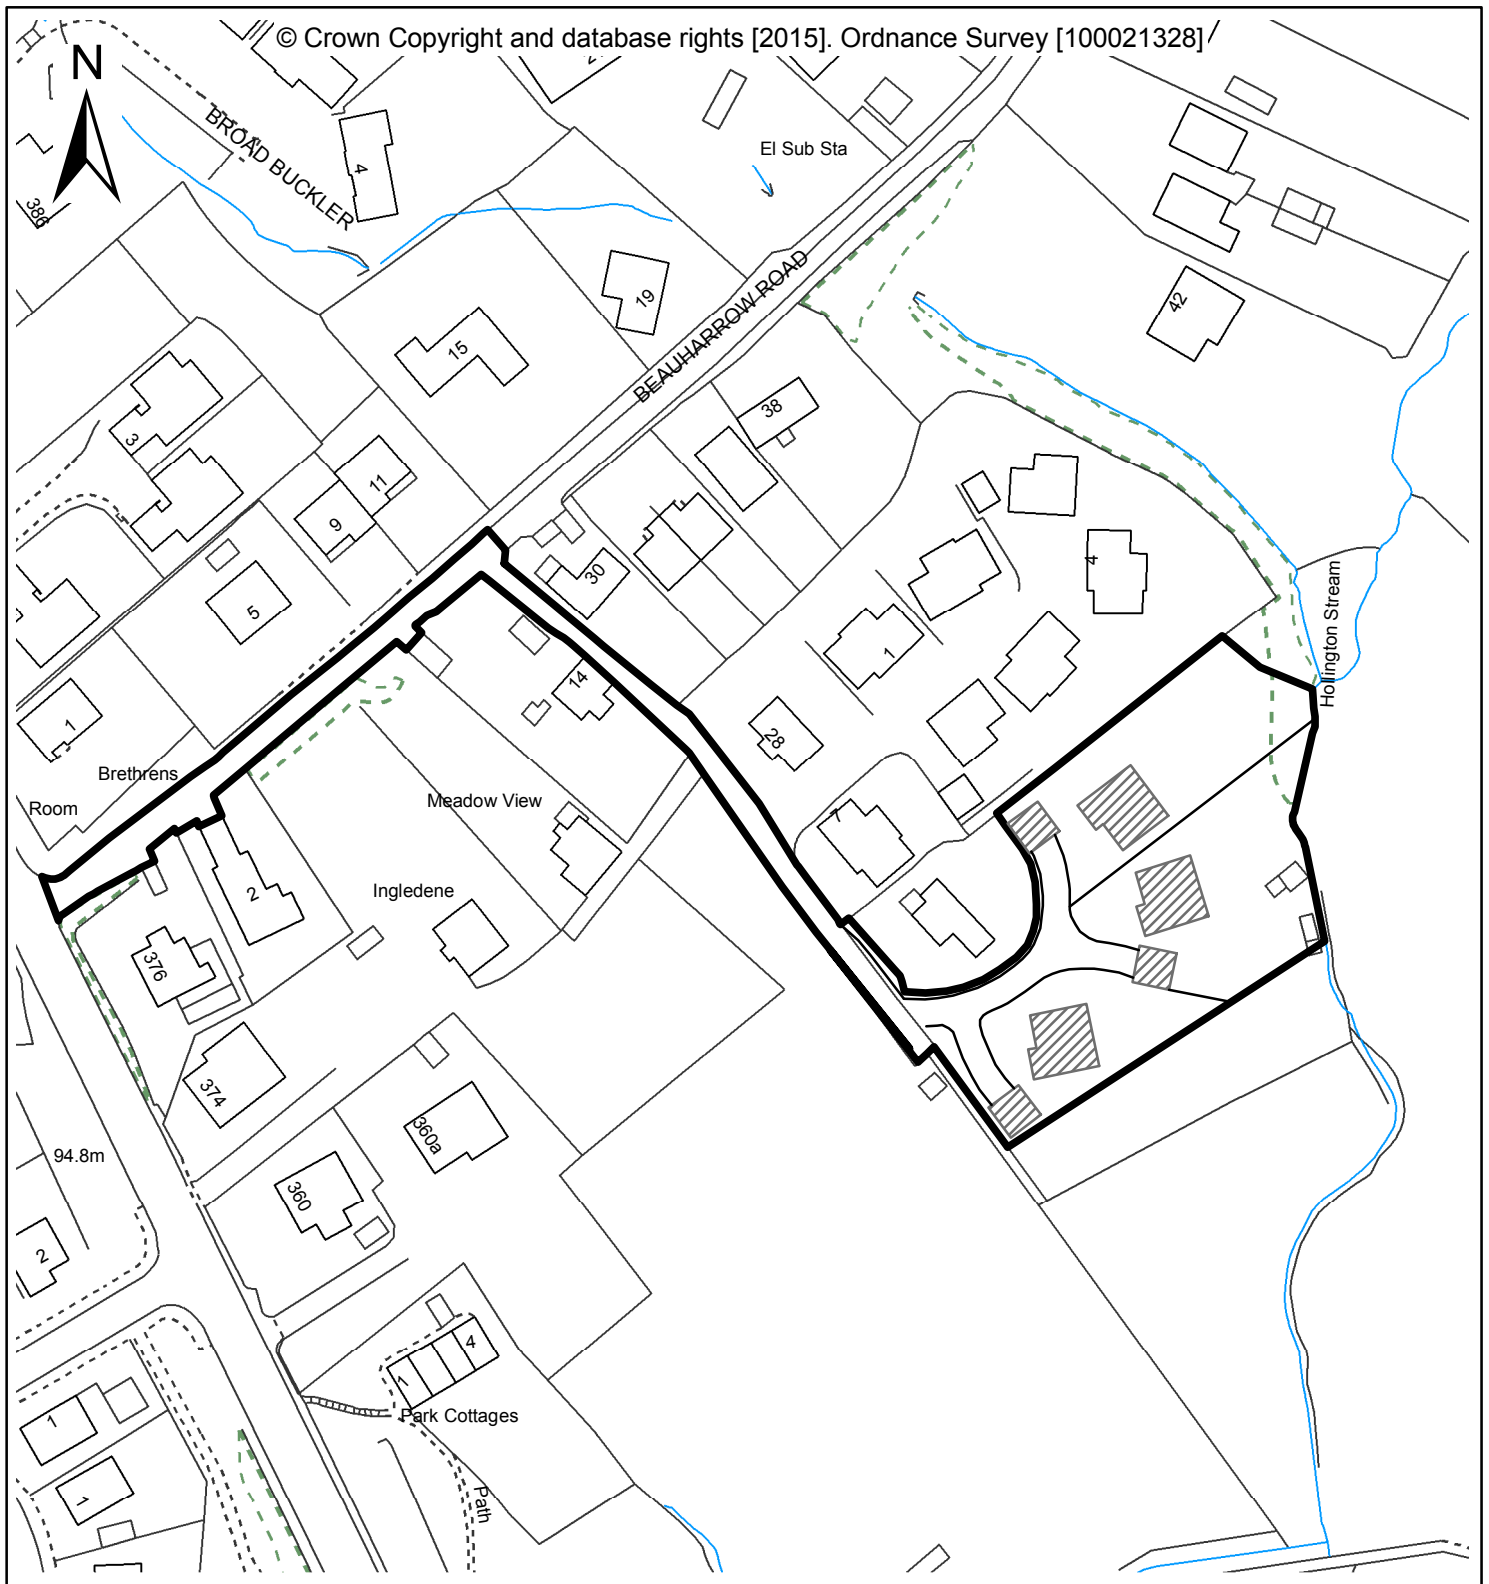 © Crown Copyright and database rights [2015]. Ordnance Survey [100021328]
N
BROAD BUCKLER
4
El Sub Sta
386
19
BEAUHARROW ROAD
42
15
3
38
11
9
5
30
4
1
Hollington Stream
14
1
28
Brethrens
Room
Meadow View
7
2
Ingledene
376
374
360a
94.8m
360
2
4
1
Park Cottages
1
1
Path